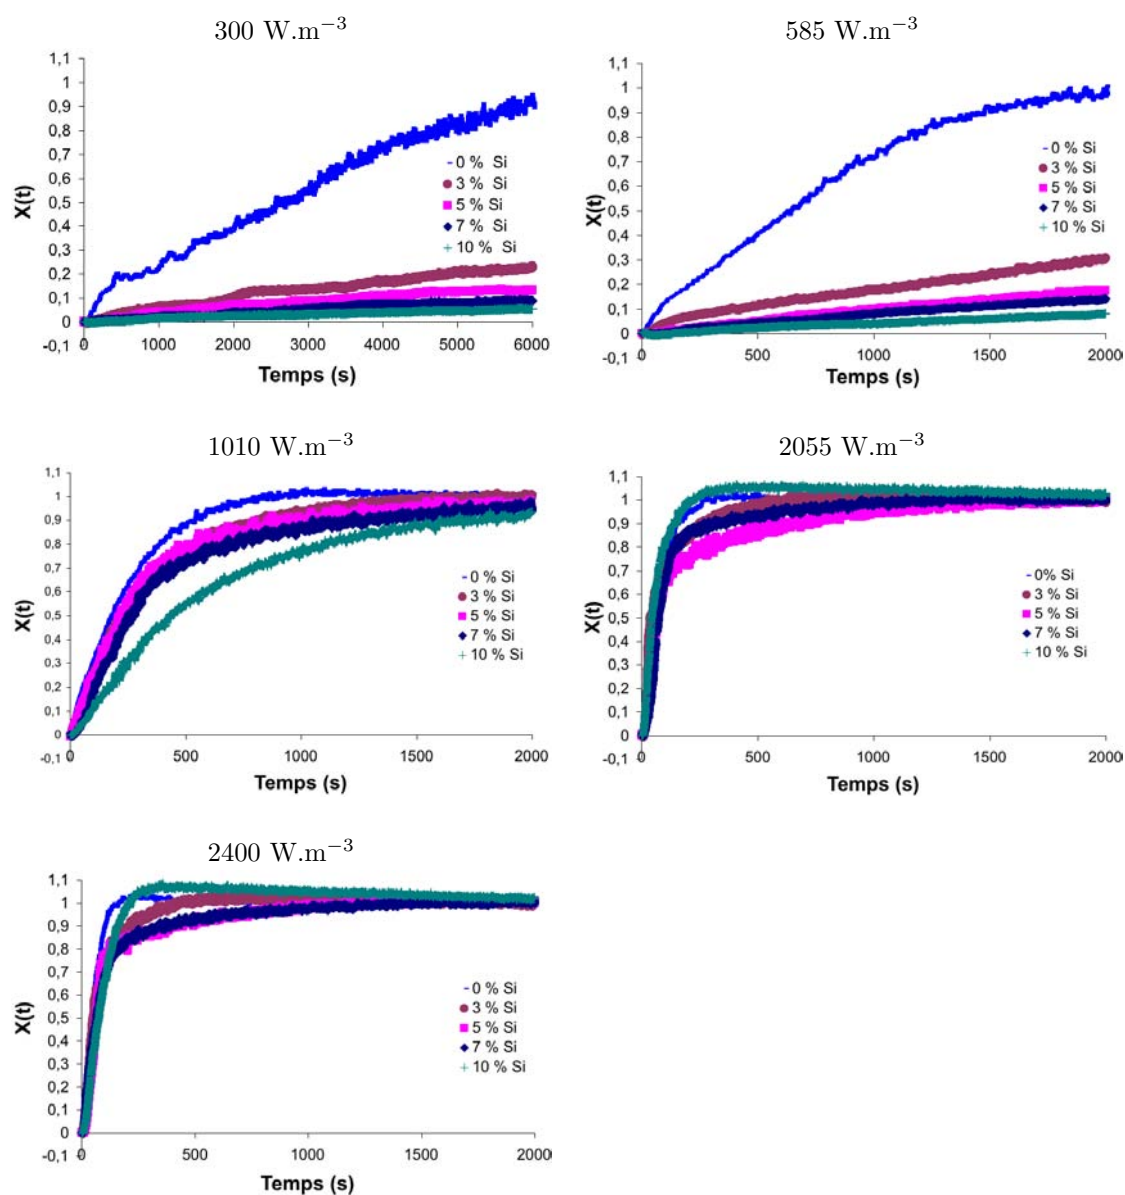 300 W.m⁻³
1,1
1
0,9
0,8
0,7
0,6
0,5
0,4
0,3
0,2
0,1
0
-0,1
X(t)
0 % Si
3 % Si
5 % Si
7 % Si
10 % Si
0 1000 2000 3000 4000 5000 6000
Temps (s)
585 W.m⁻³
1,1
1
0,9
0,8
0,7
0,6
0,5
0,4
0,3
0,2
0,1
0
-0,1
X(t)
0 % Si
3 % Si
5 % Si
7 % Si
10 % Si
0 500 1000 1500 2000
Temps (s)
1010 W.m⁻³
1,1
1
0,9
0,8
0,7
0,6
0,5
0,4
0,3
0,2
0,1
0
-0,1
X(t)
0 % Si
3 % Si
5 % Si
7 % Si
10 % Si
0 500 1000 1500 2000
Temps (s)
2055 W.m⁻³
1,1
1
0,9
0,8
0,7
0,6
0,5
0,4
0,3
0,2
0,1
0
-0,1
X(t)
0% Si
3 % Si
5 % Si
7 % Si
10 % Si
0 500 1000 1500 2000
Temps (s)
2400 W.m⁻³
1,1
1
0,9
0,8
0,7
0,6
0,5
0,4
0,3
0,2
0,1
0
-0,1
X(t)
0 % Si
3 % Si
5 % Si
7 % Si
10 % Si
0 500 1000 1500 2000
Temps (s)